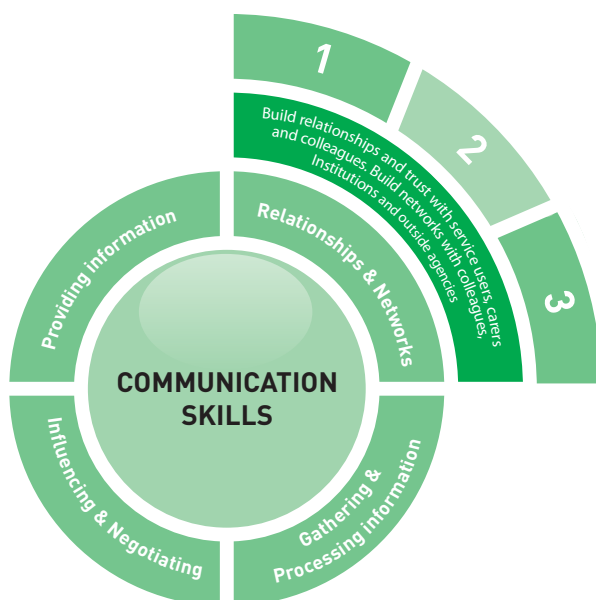 1
2
3
Build relationships and trust with service users, carers
and colleagues. Build networks with colleagues,
Institutions and outside agencies
Providing information
Relationships & Networks
COMMUNICATION
SKILLS
Influencing & Negotiating
Gathering &
Processing information